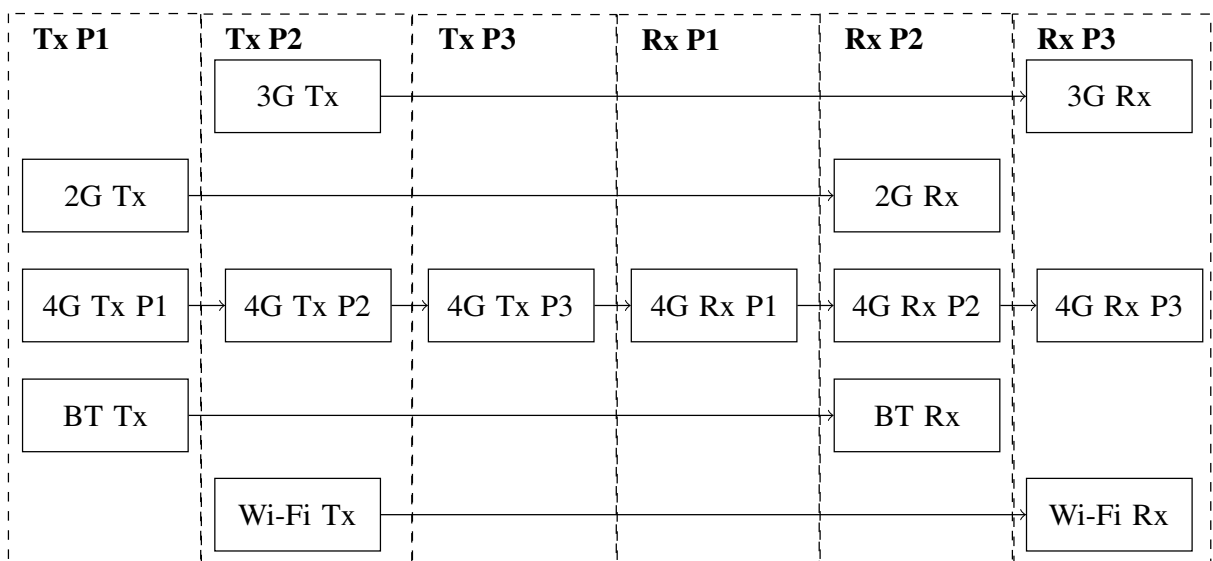 Tx P1 Tx P2 Tx P3 Rx P1 Rx P2 Rx P3
3G Tx 3G Rx
2G Tx 2G Rx
4G Tx P1 4G Tx P2 4G Tx P3 4G Rx P1 4G Rx P2 4G Rx P3
BT Tx BT Rx
Wi-Fi Tx Wi-Fi Rx